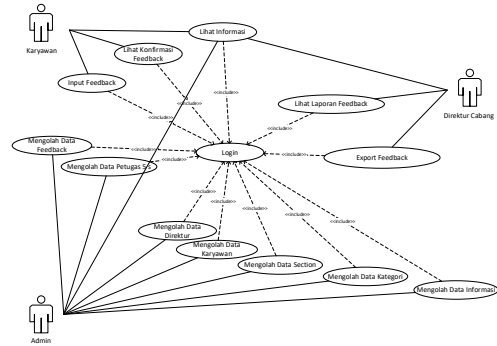 Karyawan
Lihat Informasi
Lihat Konfirmasi
Feedback
Input Feedback
Direktur Cabang
Lihat Laporan Feedback
<<include>>
<<include>>
<<include>>
<<include>>
Mengolah Data
Feedback
<<include>>
Login
Export Feedback
<<include>>
Mengolah Data Petugas 5 s
<<include>>
<<include>>
<<include>>
<<include>>
<<include>>
<<include>>
Mengolah Data
Direktur
Mengolah Data
Karyawan
Mengolah Data Section
Mengolah Data Kategori
Mengolah Data Informasi
Admin